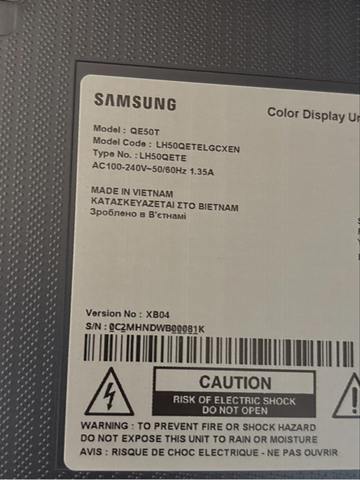 SAMSUNG
Color Display
Model : QE50T
Model Code : LH50QETELGCXEN
Type No. : LH50QETE
AC100-240V~50/60Hz 1.35A
MADE IN VIETNAM
ΚΑΤΑΣΚΕΥΑΖΕΤΑΙ ΣΤΟ ΒΙΕΤΝΑΜ
Зроблено в В'єтнамі
Version No : XB04
S/N : 0C2MHNDWB00081K
CAUTION
RISK OF ELECTRIC SHOCK
DO NOT OPEN
WARNING : TO PREVENT FIRE OR SHOCK HAZARD
DO NOT EXPOSE THIS UNIT TO RAIN OR MOISTURE
AVIS : RISQUE DE CHOC ELECTRIQUE - NE PAS OUVRIR